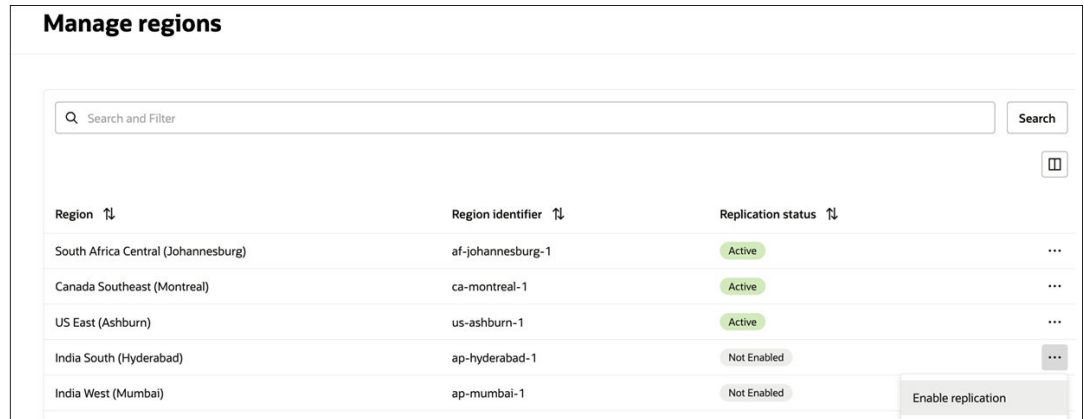 Manage regions
Search and Filter
Search
Region Region identifier Replication status
South Africa Central (Johannesburg) af-johannesburg-1 Active ...
Canada Southeast (Montreal) ca-montreal-1 Active ...
US East (Ashburn) us-ashburn-1 Active ...
India South (Hyderabad) ap-hyderabad-1 Not Enabled ...
India West (Mumbai) ap-mumbai-1 Not Enabled
Enable replication